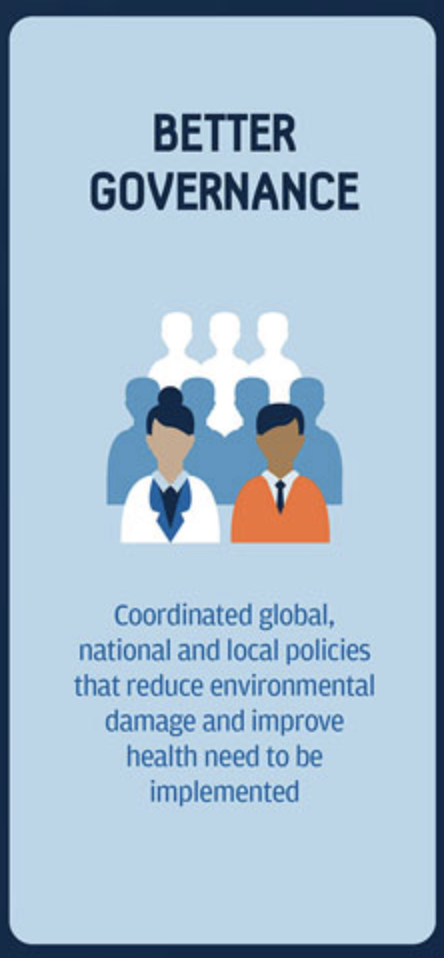 BETTER
GOVERNANCE
Coordinated global,
national and local policies
that reduce environmental
damage and improve
health need to be
implemented